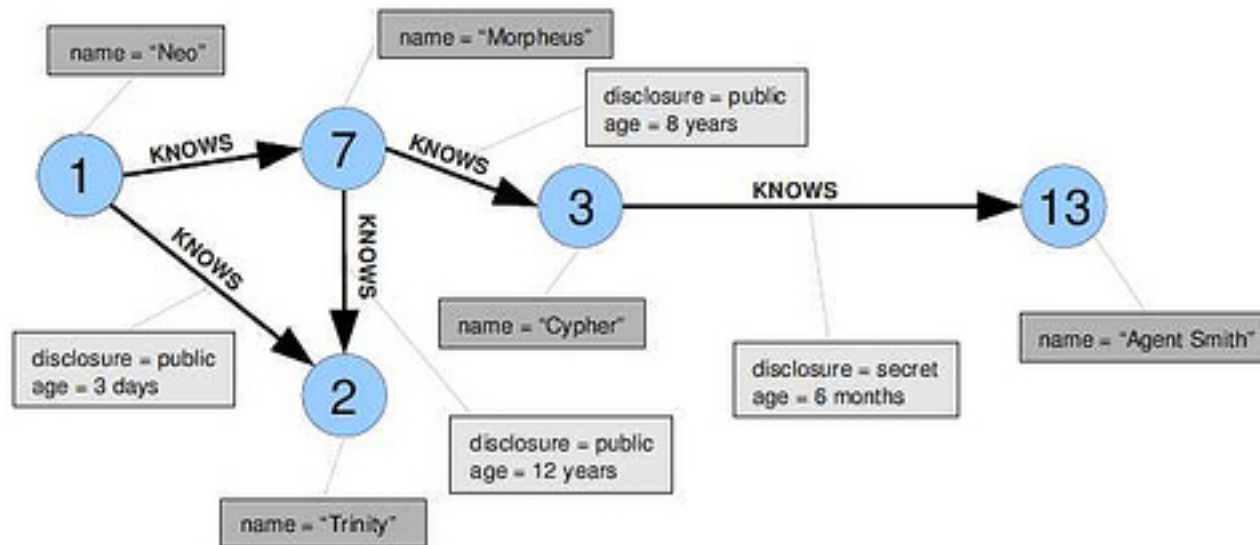 name = "Neo"
name = "Morpheus"
disclosure = public
age = 8 years
1
KNOWS
7
KNOWS
3
KNOWS
13
KNOWS
KNOWS
name = "Cypher"
name = "Agent Smith"
disclosure = public
age = 3 days
2
disclosure = secret
age = 6 months
disclosure = public
age = 12 years
name = "Trinity"